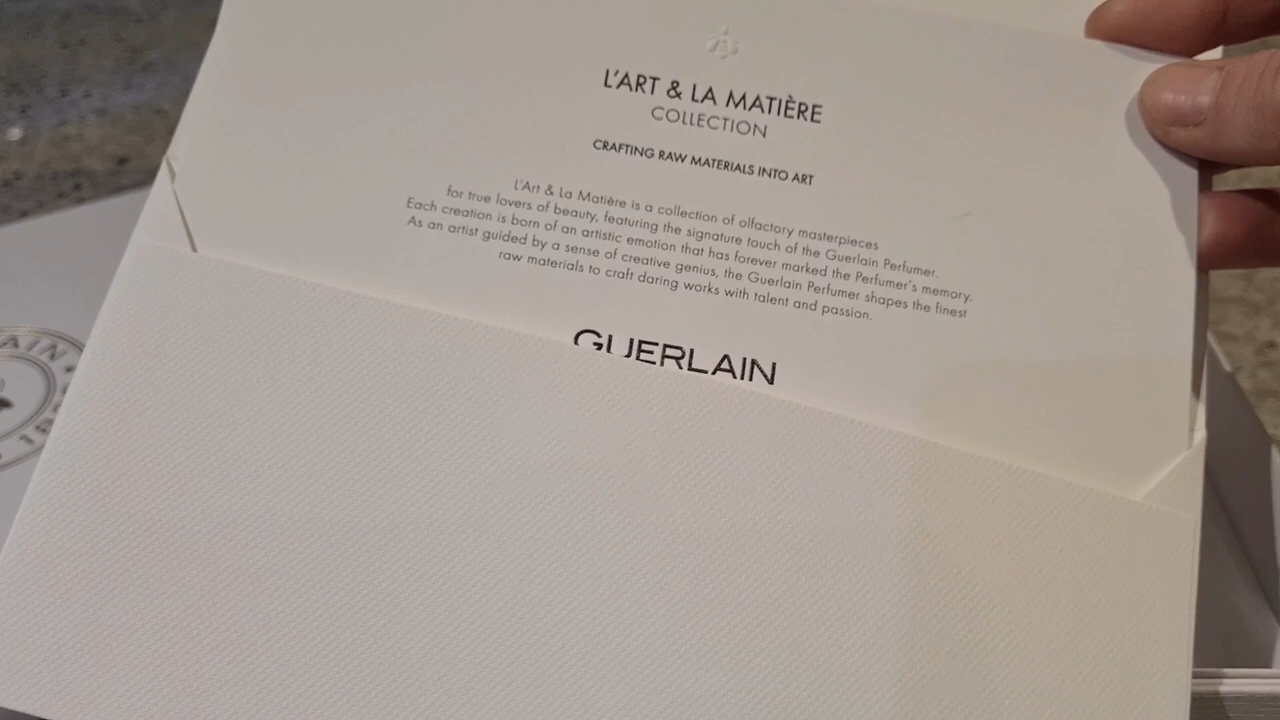 L'ART & LA MATIÈRE
COLLECTION
CRAFTING RAW MATERIALS INTO ART
L'Art & La Matière is a collection of olfactory masterpieces
for true lovers of beauty, featuring the signature touch of the Guerlain Perfumer.
Each creation is born of an artistic emotion that has forever marked the Perfumer's memory.
As an artist guided by a sense of creative genius, the Guerlain Perfumer shapes the finest
raw materials to craft daring works with talent and passion.
GUERLAIN